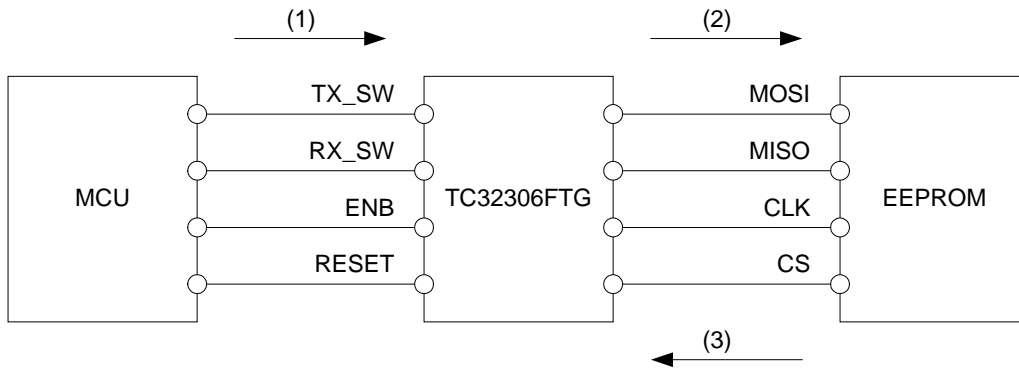 (1) (2)
TX_SW MOSI
RX_SW MISO
MCU TC32306FTG EEPROM
ENB CLK
RESET CS
(3)